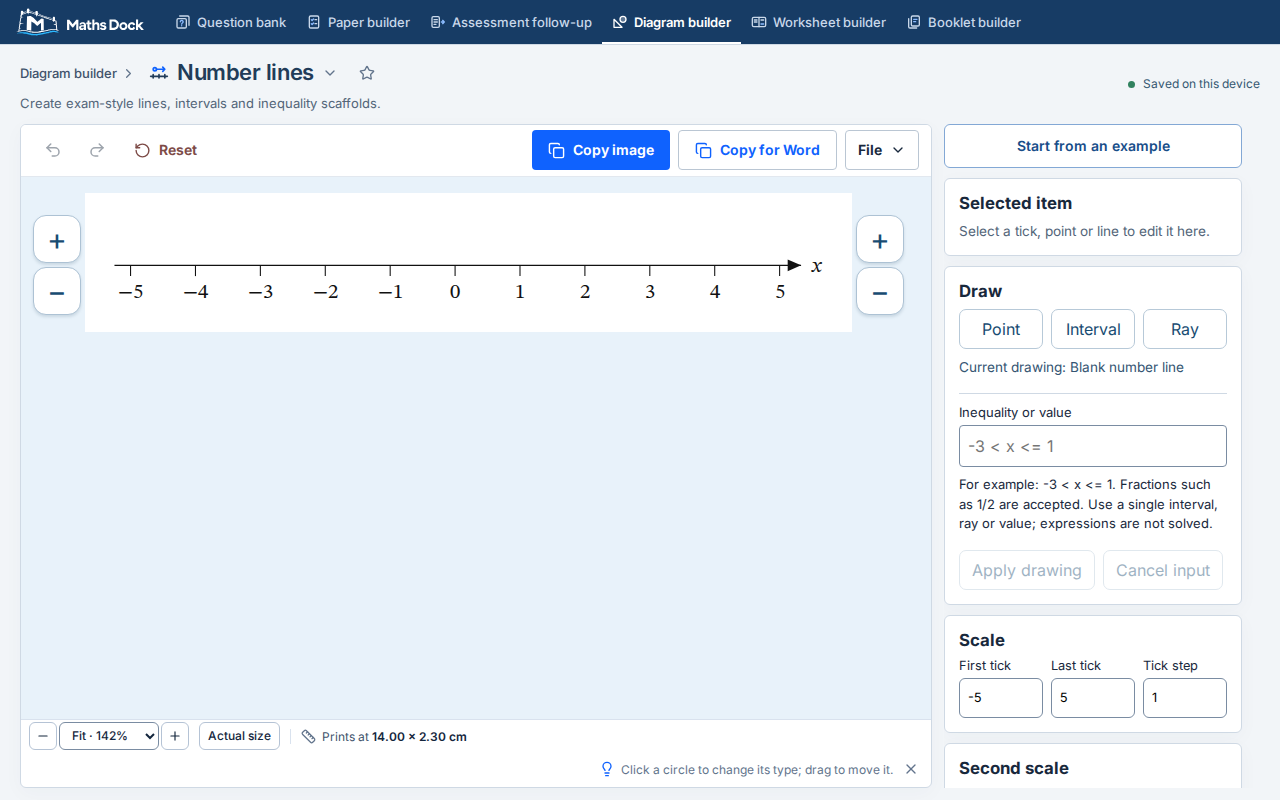 Maths Dock
Question bank
Paper builder
Assessment follow-up
Diagram builder
Worksheet builder
Booklet builder
Diagram builder
Number lines
Saved on this device
Create exam-style lines, intervals and inequality scaffolds.
Reset
Copy image
Copy for Word
File
Start from an example
Selected item
Select a tick, point or line to edit it here.
+ +
− −
x
−5 −4 −3 −2 −1 0 1 2 3 4 5
Draw
Point Interval Ray
Current drawing: Blank number line
Inequality or value
-3 < x <= 1
For example: -3 < x <= 1. Fractions such
as 1/2 are accepted. Use a single interval,
ray or value; expressions are not solved.
Apply drawing Cancel input
Scale
First tick Last tick Tick step
-5 5 1
Second scale
− Fit · 142% + Actual size Prints at 14.00 × 2.30 cm
Click a circle to change its type; drag to move it.